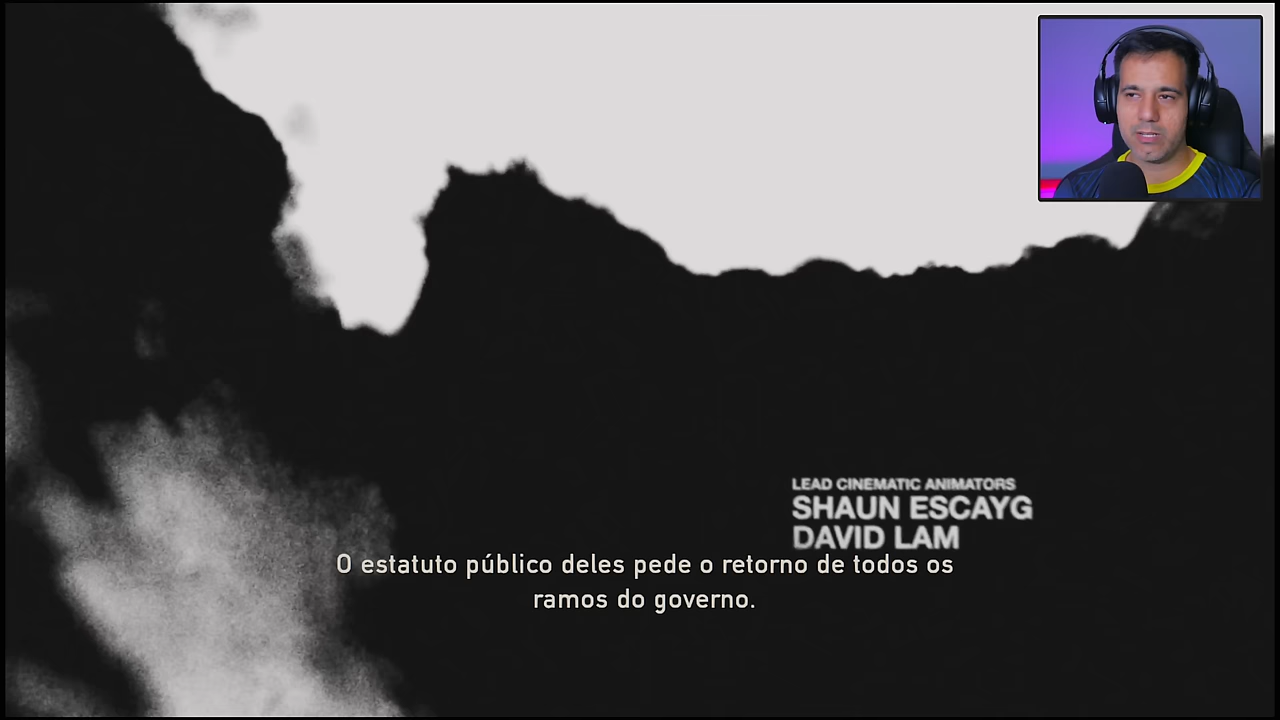 LEAD CINEMATIC ANIMATORS
SHAUN ESCAYG
DAVID LAM
O estatuto público deles pede o retorno de todos os
ramos do governo.